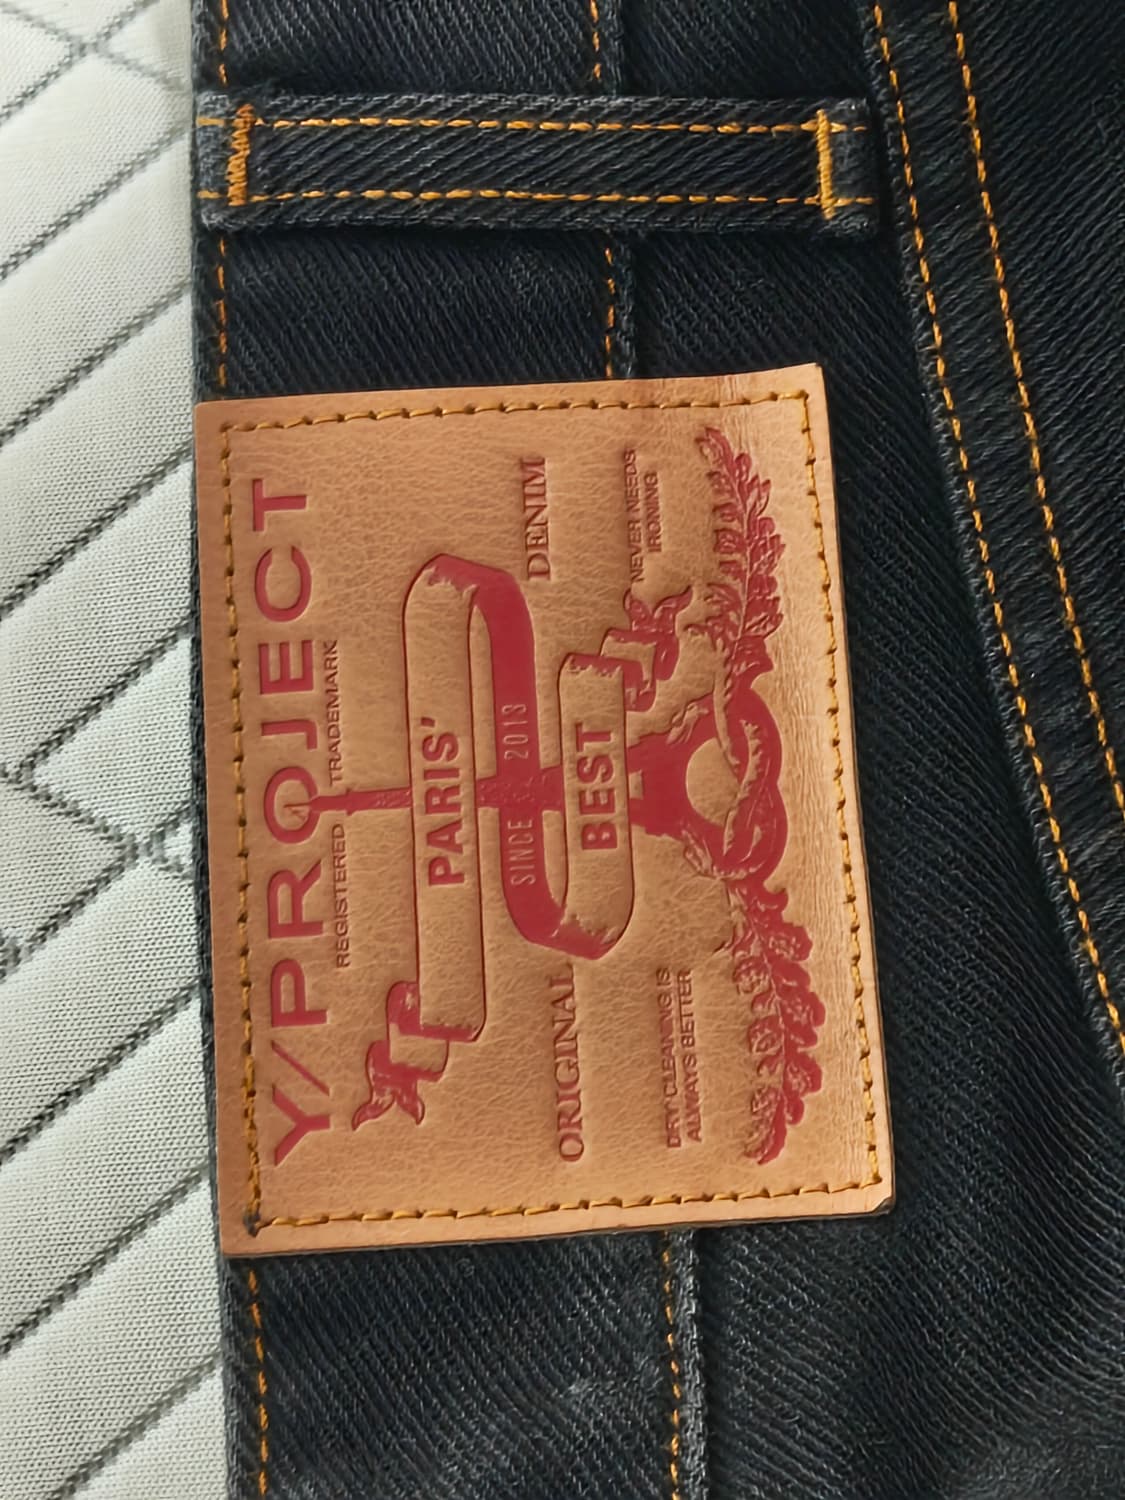 Y/PROJECT
REGISTERED TRADEMARK
PARIS'
SINCE 2013
ORIGINAL DENIM
BEST
DRY CLEANING IS
ALWAYS BETTER
NEVER NEEDS
IRONING